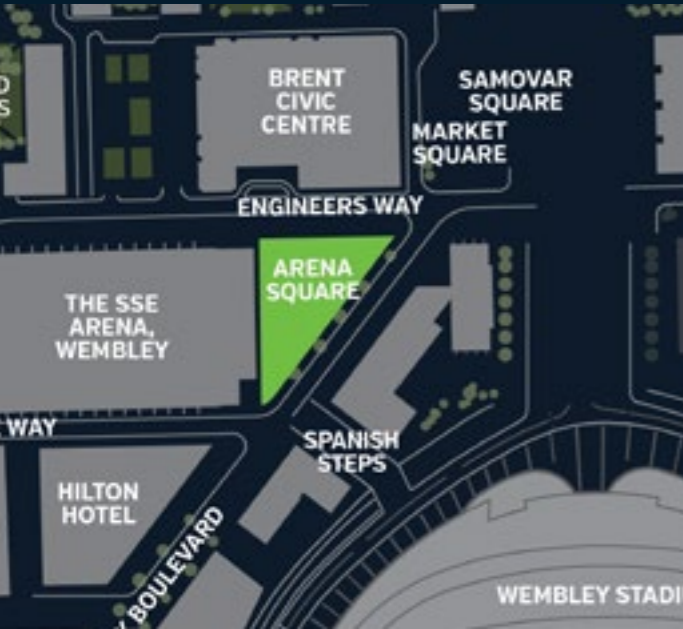 D
S
BRENT
CIVIC
CENTRE
SAMOVAR
SQUARE
MARKET
SQUARE
ENGINEERS WAY
ARENA
SQUARE
THE SSE
ARENA,
WEMBLEY
WAY
SPANISH
STEPS
HILTON
HOTEL
BOULEVARD
WEMBLEY STADI